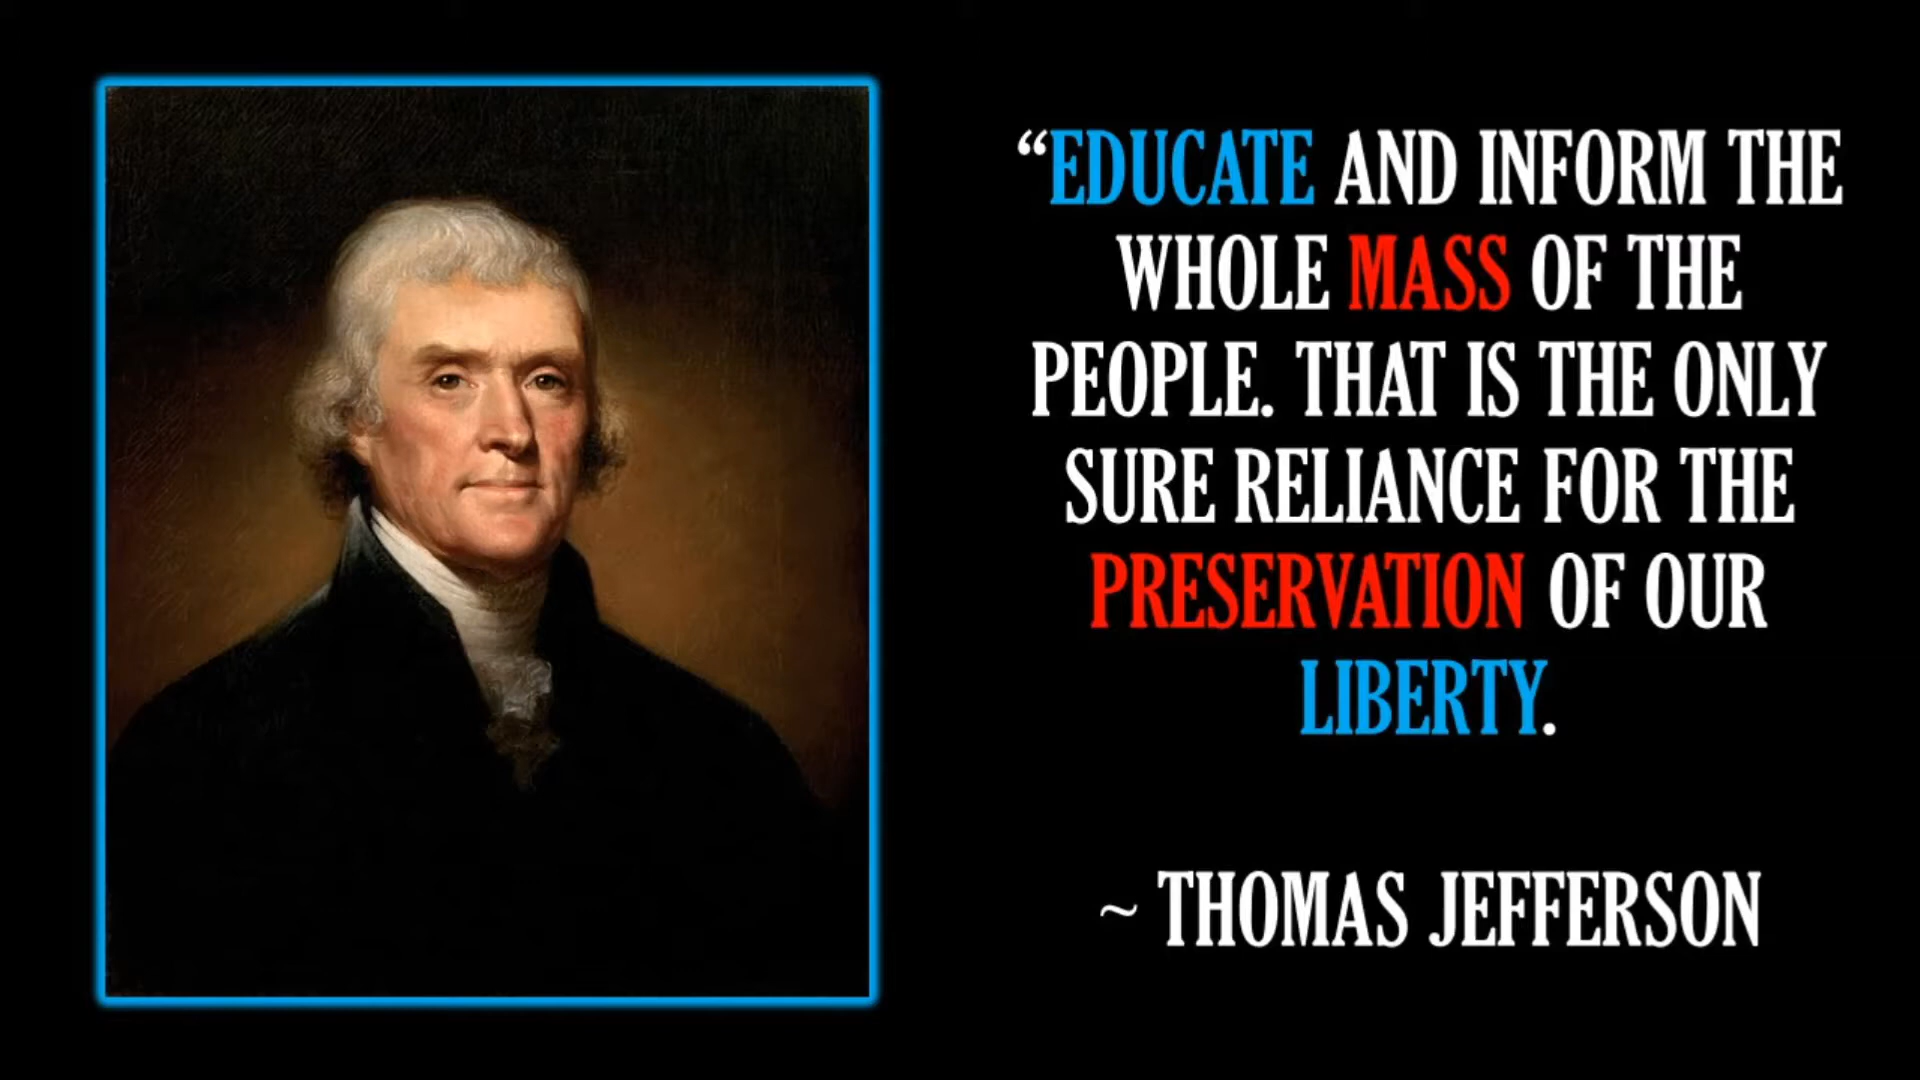 “EDUCATE AND INFORM THE
WHOLE MASS OF THE
PEOPLE. THAT IS THE ONLY
SURE RELIANCE FOR THE
PRESERVATION OF OUR
LIBERTY.
~ THOMAS JEFFERSON